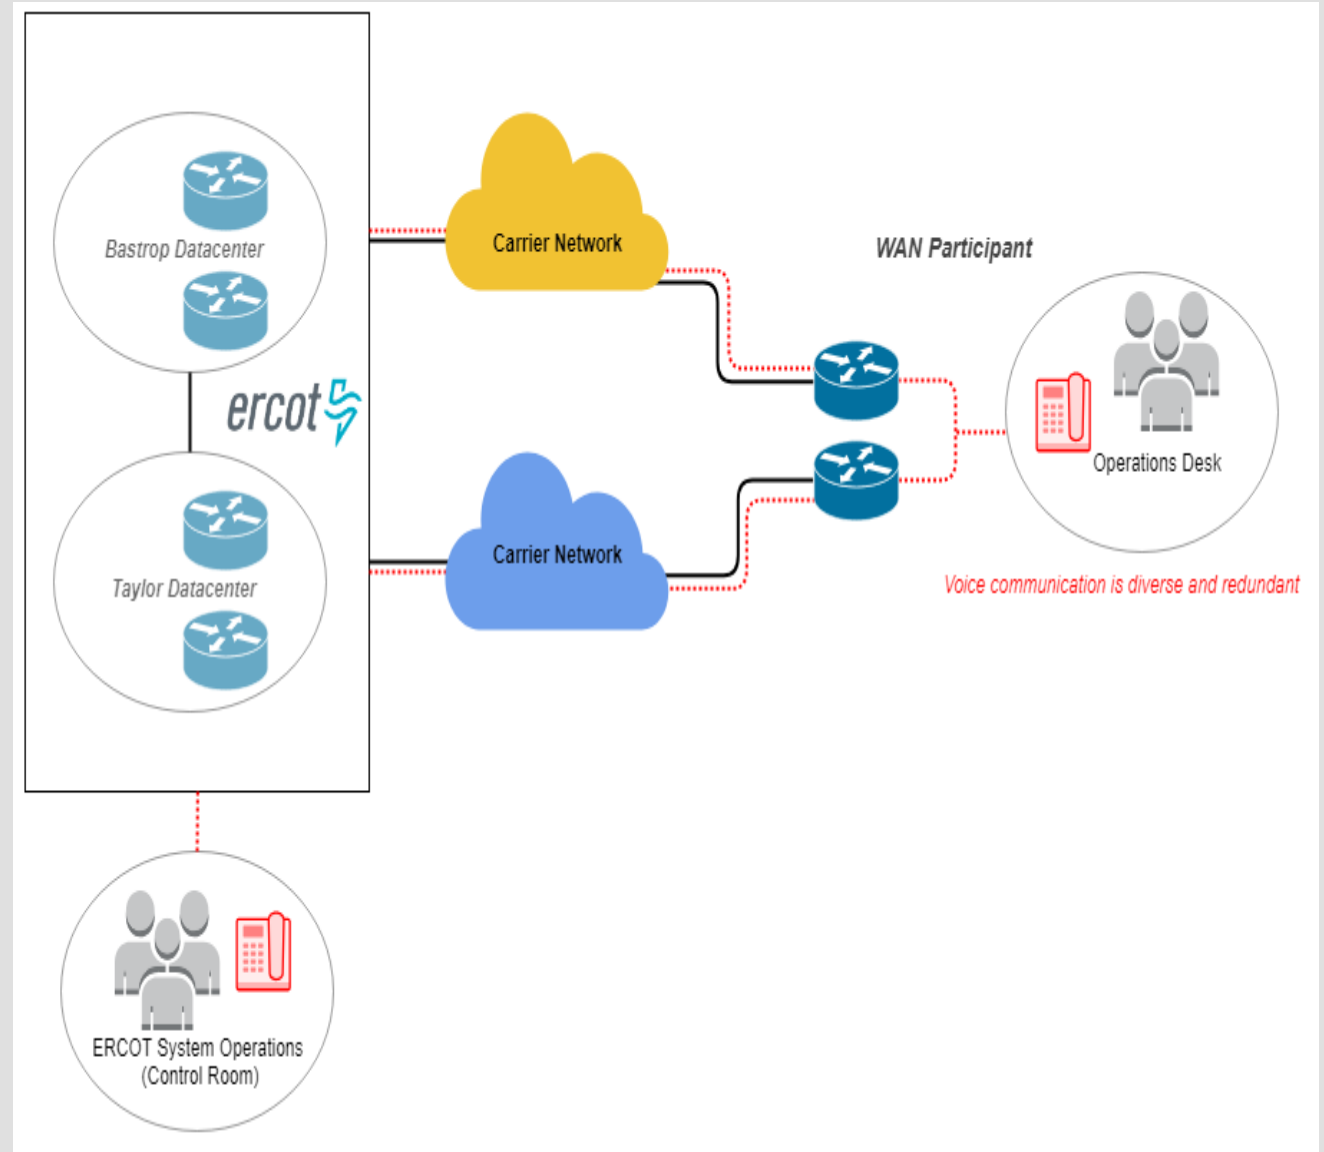 Bastrop Datacenter
ercot
Taylor Datacenter
Carrier Network
Carrier Network
WAN Participant
Operations Desk
Voice communication is diverse and redundant
ERCOT System Operations
(Control Room)